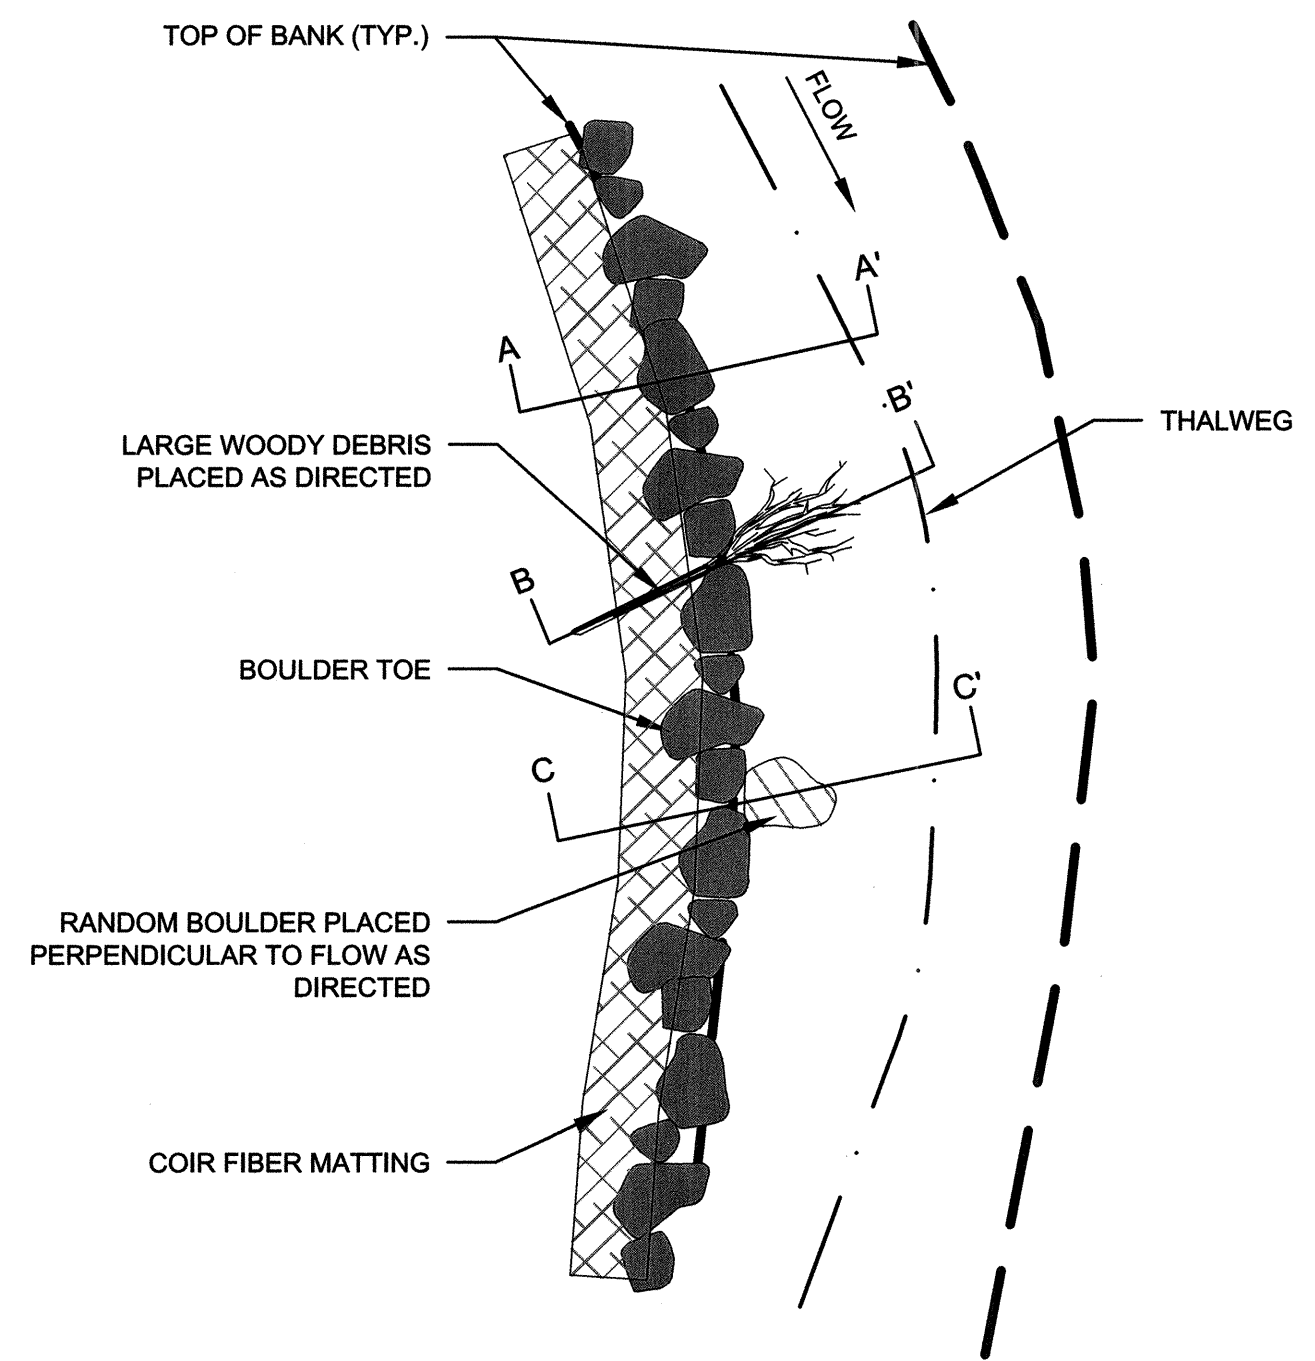 TOP OF BANK (TYP.)
FLOW
A'
A
B'
THALWEG
LARGE WOODY DEBRIS
PLACED AS DIRECTED
B
BOULDER TOE
C'
C
RANDOM BOULDER PLACED
PERPENDICULAR TO FLOW AS
DIRECTED
COIR FIBER MATTING